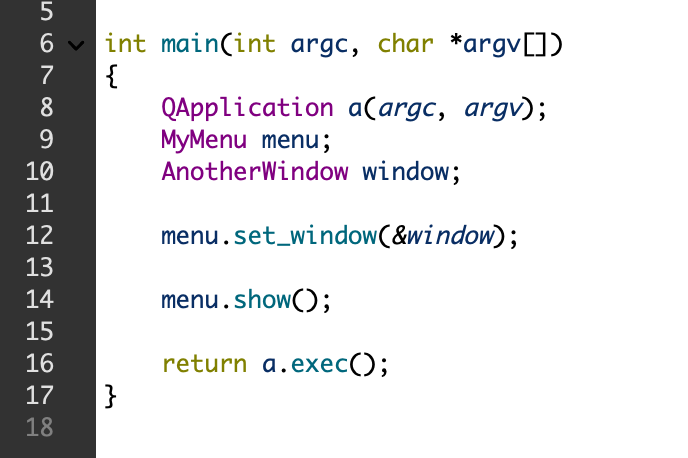 5
6 int main(int argc, char *argv[])
7 {
8     QApplication a(argc, argv);
9     MyMenu menu;
10     AnotherWindow window;
11
12     menu.set_window(&window);
13
14     menu.show();
15
16     return a.exec();
17 }
18